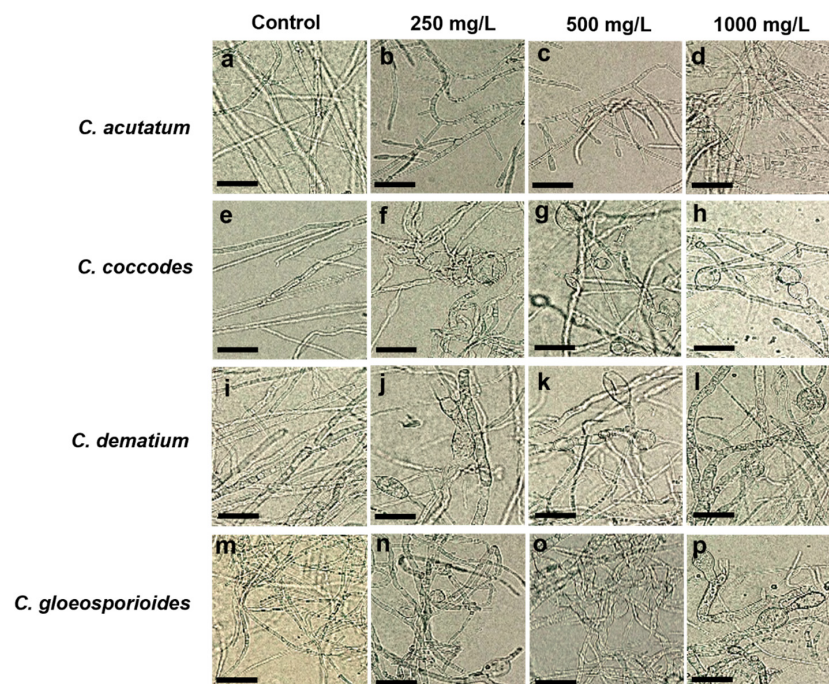 Control 250 mg/L 500 mg/L 1000 mg/L
a b c d
C. acutatum
e f g h
C. coccodes
i j k l
C. dematium
m n o p
C. gloeosporioides